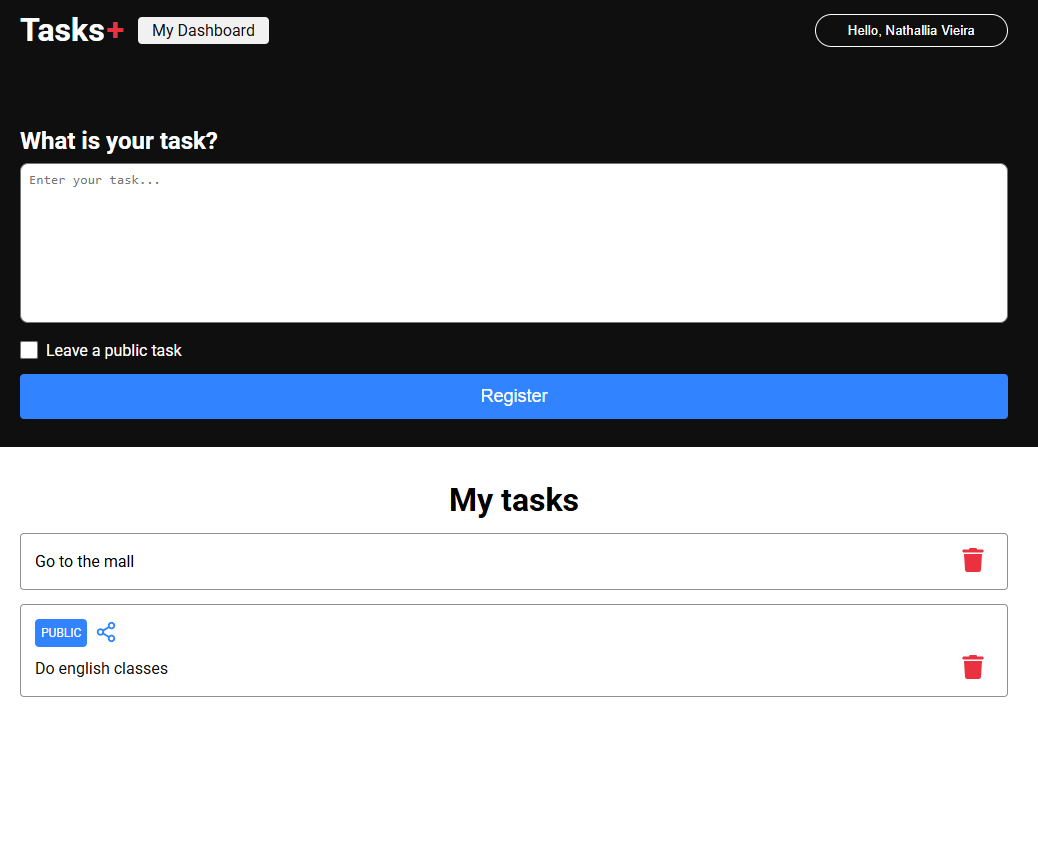 Tasks+ My Dashboard Hello, Nathallia Vieira
What is your task?
Enter your task...
Leave a public task
Register
My tasks
Go to the mall
PUBLIC
Do english classes